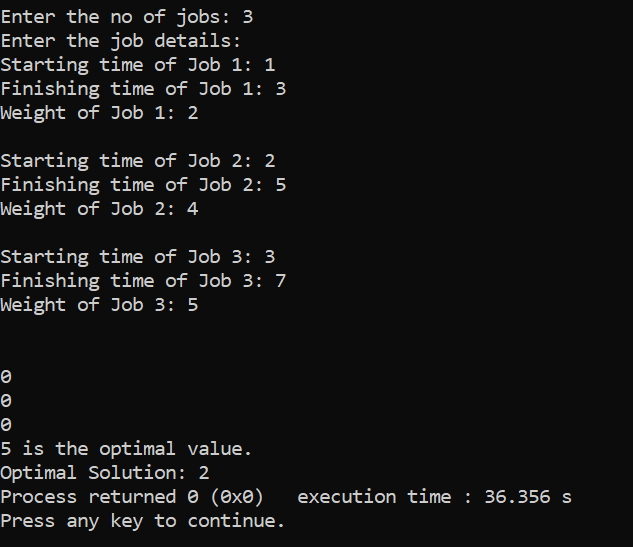 Enter the no of jobs: 3
Enter the job details:
Starting time of Job 1: 1
Finishing time of Job 1: 3
Weight of Job 1: 2
Starting time of Job 2: 2
Finishing time of Job 2: 5
Weight of Job 2: 4
Starting time of Job 3: 3
Finishing time of Job 3: 7
Weight of Job 3: 5
0
0
0
5 is the optimal value.
Optimal Solution: 2
Process returned 0 (0x0)   execution time : 36.356 s
Press any key to continue.